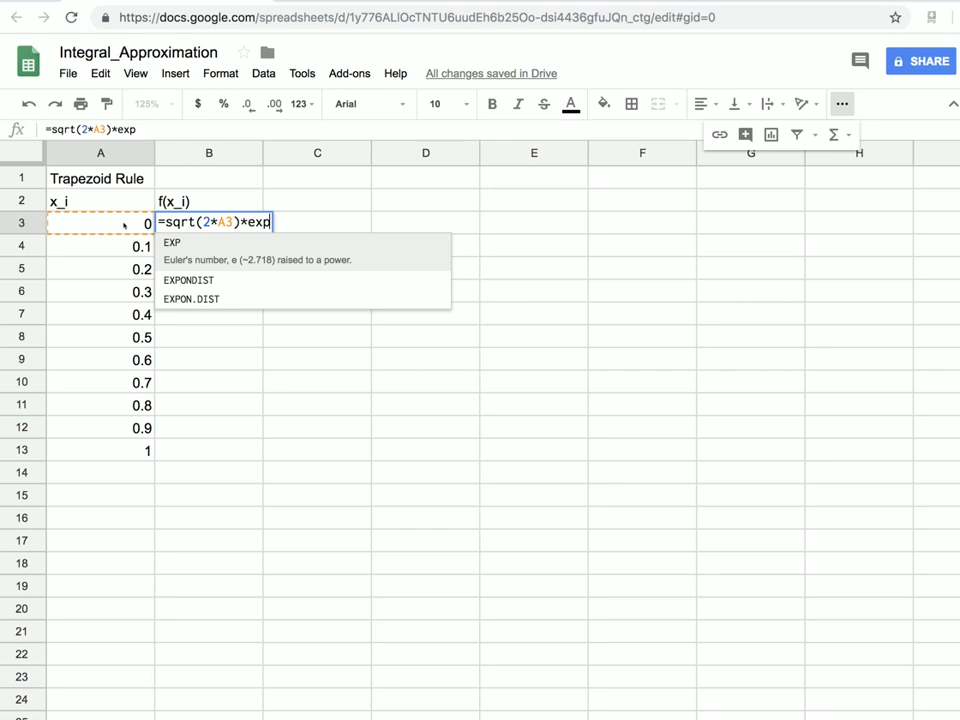 https://docs.google.com/spreadsheets/d/1y776ALlOcTNTU6uudEh6b25Oo-dsi4436gfuJQn_ctg/edit#gid=0
Integral_Approximation
File Edit View Insert Format Data Tools Add-ons Help All changes saved in Drive
SHARE
125% $ % .0 .00 123 Arial 10 B I S A
fx =sqrt(2*A3)*exp
A B C D E F G H
1 Trapezoid Rule
2 x_i f(x_i)
3 0 =sqrt(2*A3)*exp
EXP
4 0.1
Euler's number, e (~2.718) raised to a power.
5 0.2
EXPONDIST
6 0.3
EXPON.DIST
7 0.4
8 0.5
9 0.6
10 0.7
11 0.8
12 0.9
13 1
14
15
16
17
18
19
20
21
22
23
24